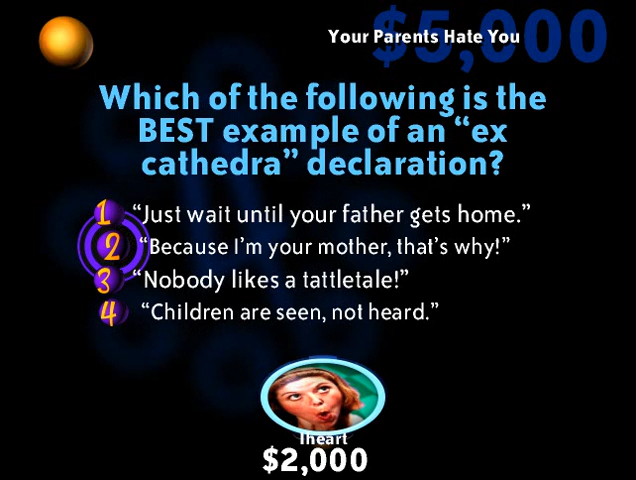 $5,000
Your Parents Hate You
Which of the following is the
BEST example of an “ex
cathedra” declaration?
1 “Just wait until your father gets home.”
2 “Because I’m your mother, that’s why!”
3 “Nobody likes a tattletale!”
4 “Children are seen, not heard.”
Iheart
$2,000